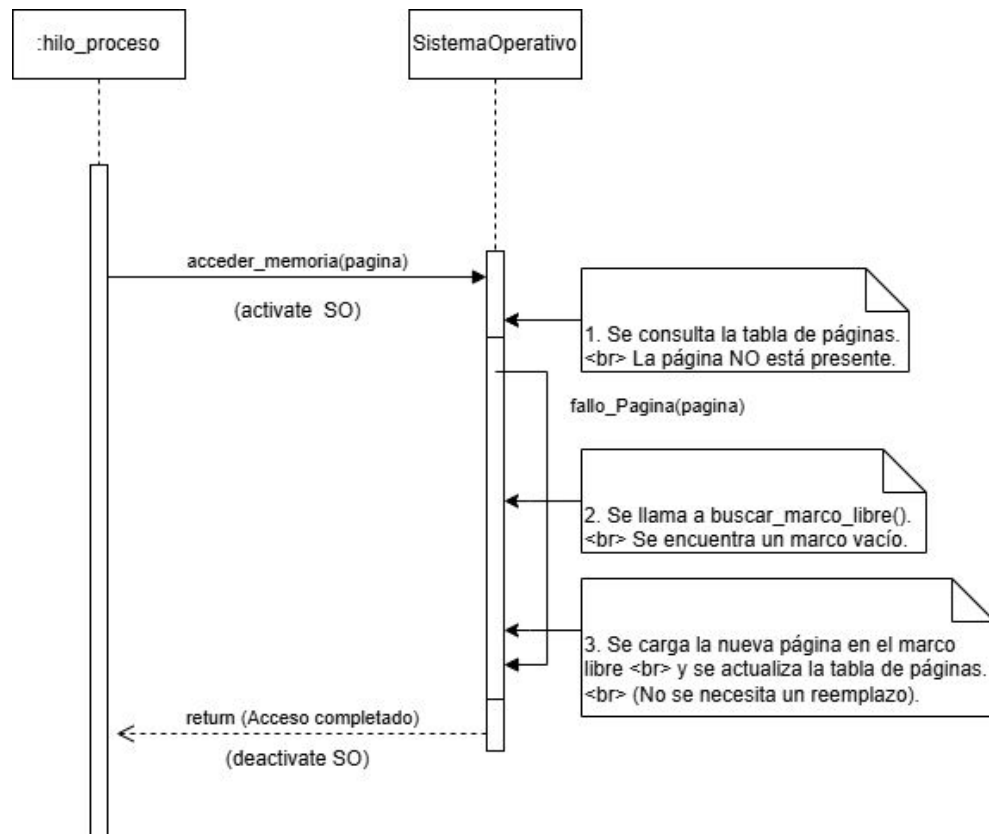 :hilo_proceso
SistemaOperativo
acceder_memoria(pagina)
(activate SO)
1. Se consulta la tabla de páginas.
<br> La página NO está presente.
fallo_Pagina(pagina)
2. Se llama a buscar_marco_libre().
<br> Se encuentra un marco vacío.
3. Se carga la nueva página en el marco
libre <br> y se actualiza la tabla de páginas.
<br> (No se necesita un reemplazo).
return (Acceso completado)
(deactivate SO)